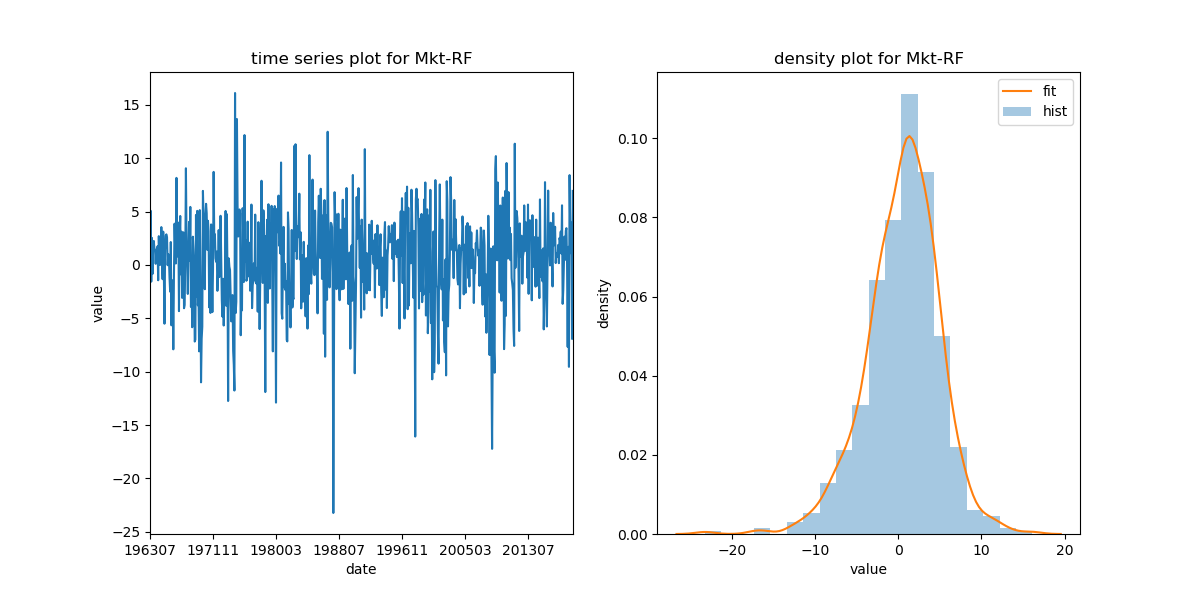 time series plot for Mkt-RF
value
15
10
5
0
−5
−10
−15
−20
−25
196307 197111 198003 198807 199611 200503 201307
date
density plot for Mkt-RF
fit
hist
density
0.10
0.08
0.06
0.04
0.02
0.00
−20 −10 0 10 20
value